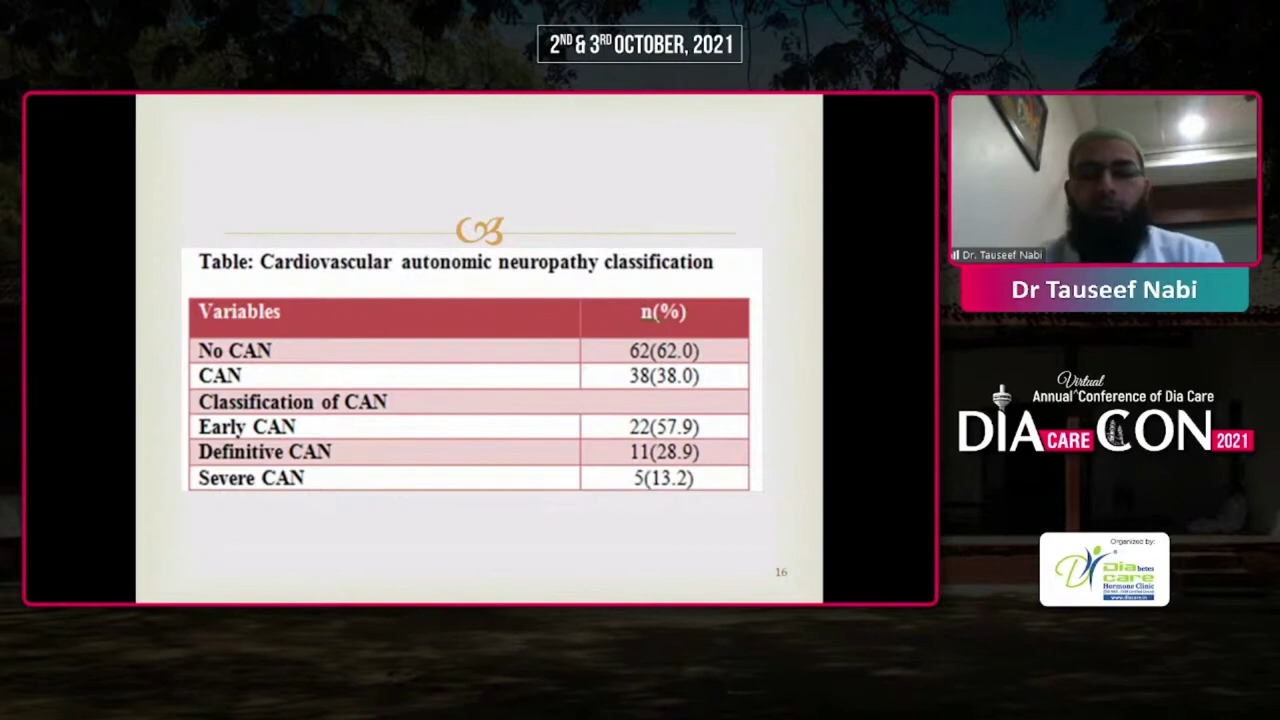 2ND & 3RD OCTOBER, 2021
Table: Cardiovascular autonomic neuropathy classification
Variables n(%)
No CAN 62(62.0)
CAN 38(38.0)
Classification of CAN
Early CAN 22(57.9)
Definitive CAN 11(28.9)
Severe CAN 5(13.2)
16
Dr. Tauseef Nabi
Dr Tauseef Nabi
Virtual
Annual ^ Conference of Dia Care
DIA CARE CON 2021
Organized by:
Dia betes
care
Hormone Clinic
www.diacare.in